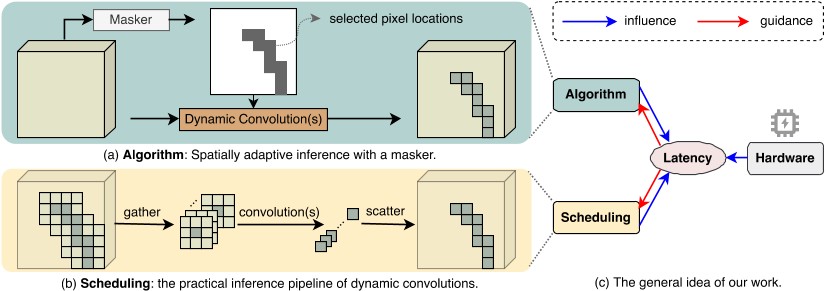 Masker
selected pixel locations
Dynamic Convolution(s)
(a) Algorithm: Spatially adaptive inference with a masker.
gather
convolution(s)
scatter
(b) Scheduling: the practical inference pipeline of dynamic convolutions.
influence
guidance
Algorithm
Latency
Hardware
Scheduling
(c) The general idea of our work.